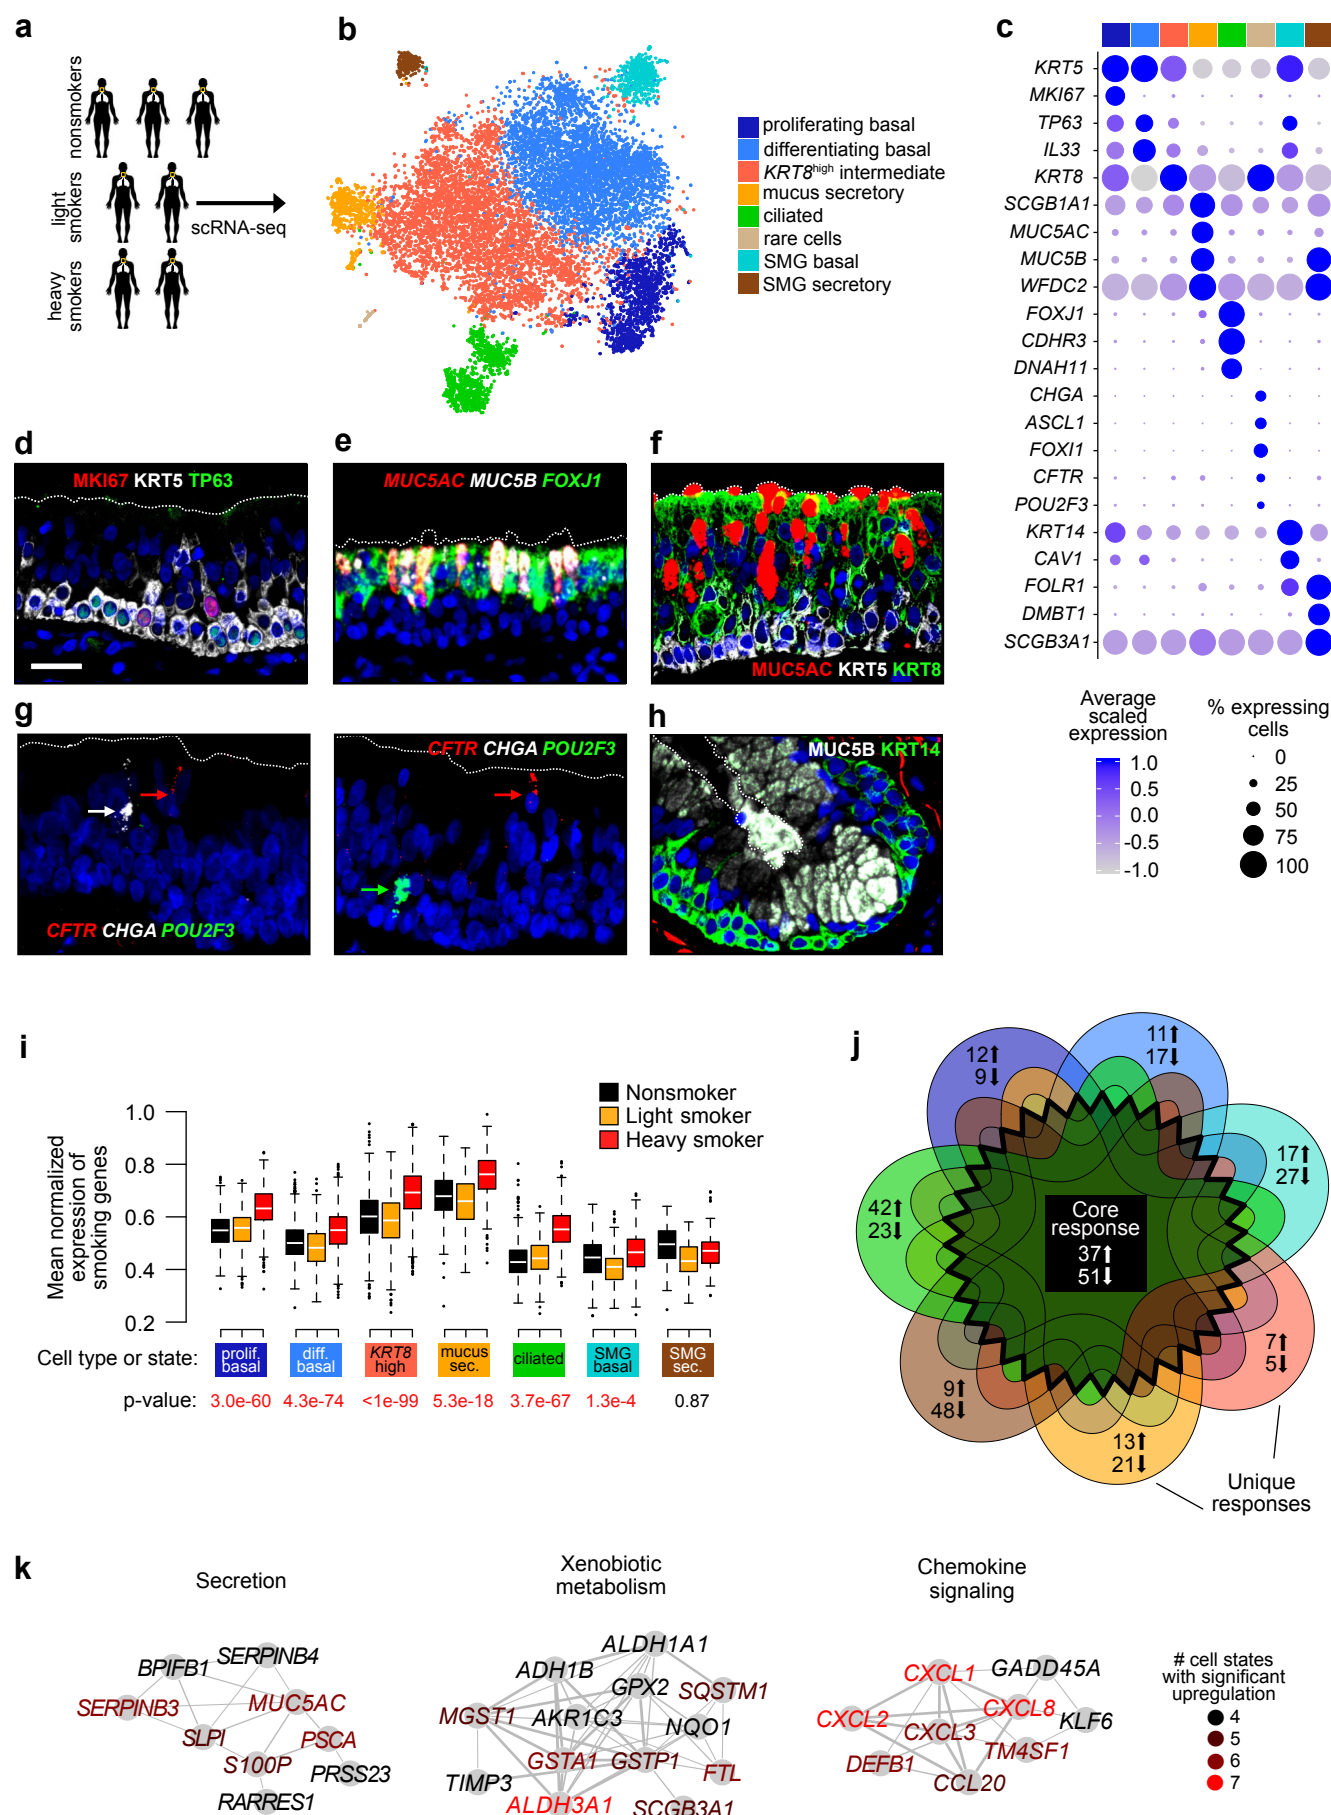 a
nonsmokers
light
smokers
heavy
smokers
scRNA-seq
b
proliferating basal
differentiating basal
KRT8high intermediate
mucus secretory
ciliated
rare cells
SMG basal
SMG secretory
c
KRT5
MKI67
TP63
IL33
KRT8
SCGB1A1
MUC5AC
MUC5B
WFDC2
FOXJ1
CDHR3
DNAH11
CHGA
ASCL1
FOXI1
CFTR
POU2F3
KRT14
CAV1
FOLR1
DMBT1
SCGB3A1
Average
scaled
expression
1.0
0.5
0.0
-0.5
-1.0
% expressing
cells
0
25
50
75
100
d
MKI67 KRT5 TP63
e
MUC5AC MUC5B FOXJ1
f
MUC5AC KRT5 KRT8
g
CFTR CHGA POU2F3
CFTR CHGA POU2F3
h
MUC5B KRT14
i
Mean normalized
expression of
smoking genes
1.0
0.8
0.6
0.4
0.2
Nonsmoker
Light smoker
Heavy smoker
Cell type or state:
prolif.
basal
diff.
basal
KRT8
high
mucus
sec.
ciliated
SMG
basal
SMG
sec.
p-value: 3.0e-60 4.3e-74 <1e-99 5.3e-18 3.7e-67 1.3e-4 0.87
j
12⬆
9⬇
11⬆
17⬇
17⬆
27⬇
42⬆
23⬇
Core
response
37⬆
51⬇
7⬆
5⬇
9⬆
48⬇
13⬆
21⬇
Unique
responses
k
Secretion
SERPINB4
BPIFB1
SERPINB3
MUC5AC
SLPI
PSCA
S100P
PRSS23
RARRES1
Xenobiotic
metabolism
ALDH1A1
ADH1B
GPX2
SQSTM1
MGST1
AKR1C3
NQO1
GSTA1
GSTP1
FTL
TIMP3
ALDH3A1
SCGB3A1
Chemokine
signaling
CXCL1
GADD45A
CXCL2
CXCL8
KLF6
CXCL3
TM4SF1
DEFB1
CCL20
# cell states
with significant
upregulation
4
5
6
7